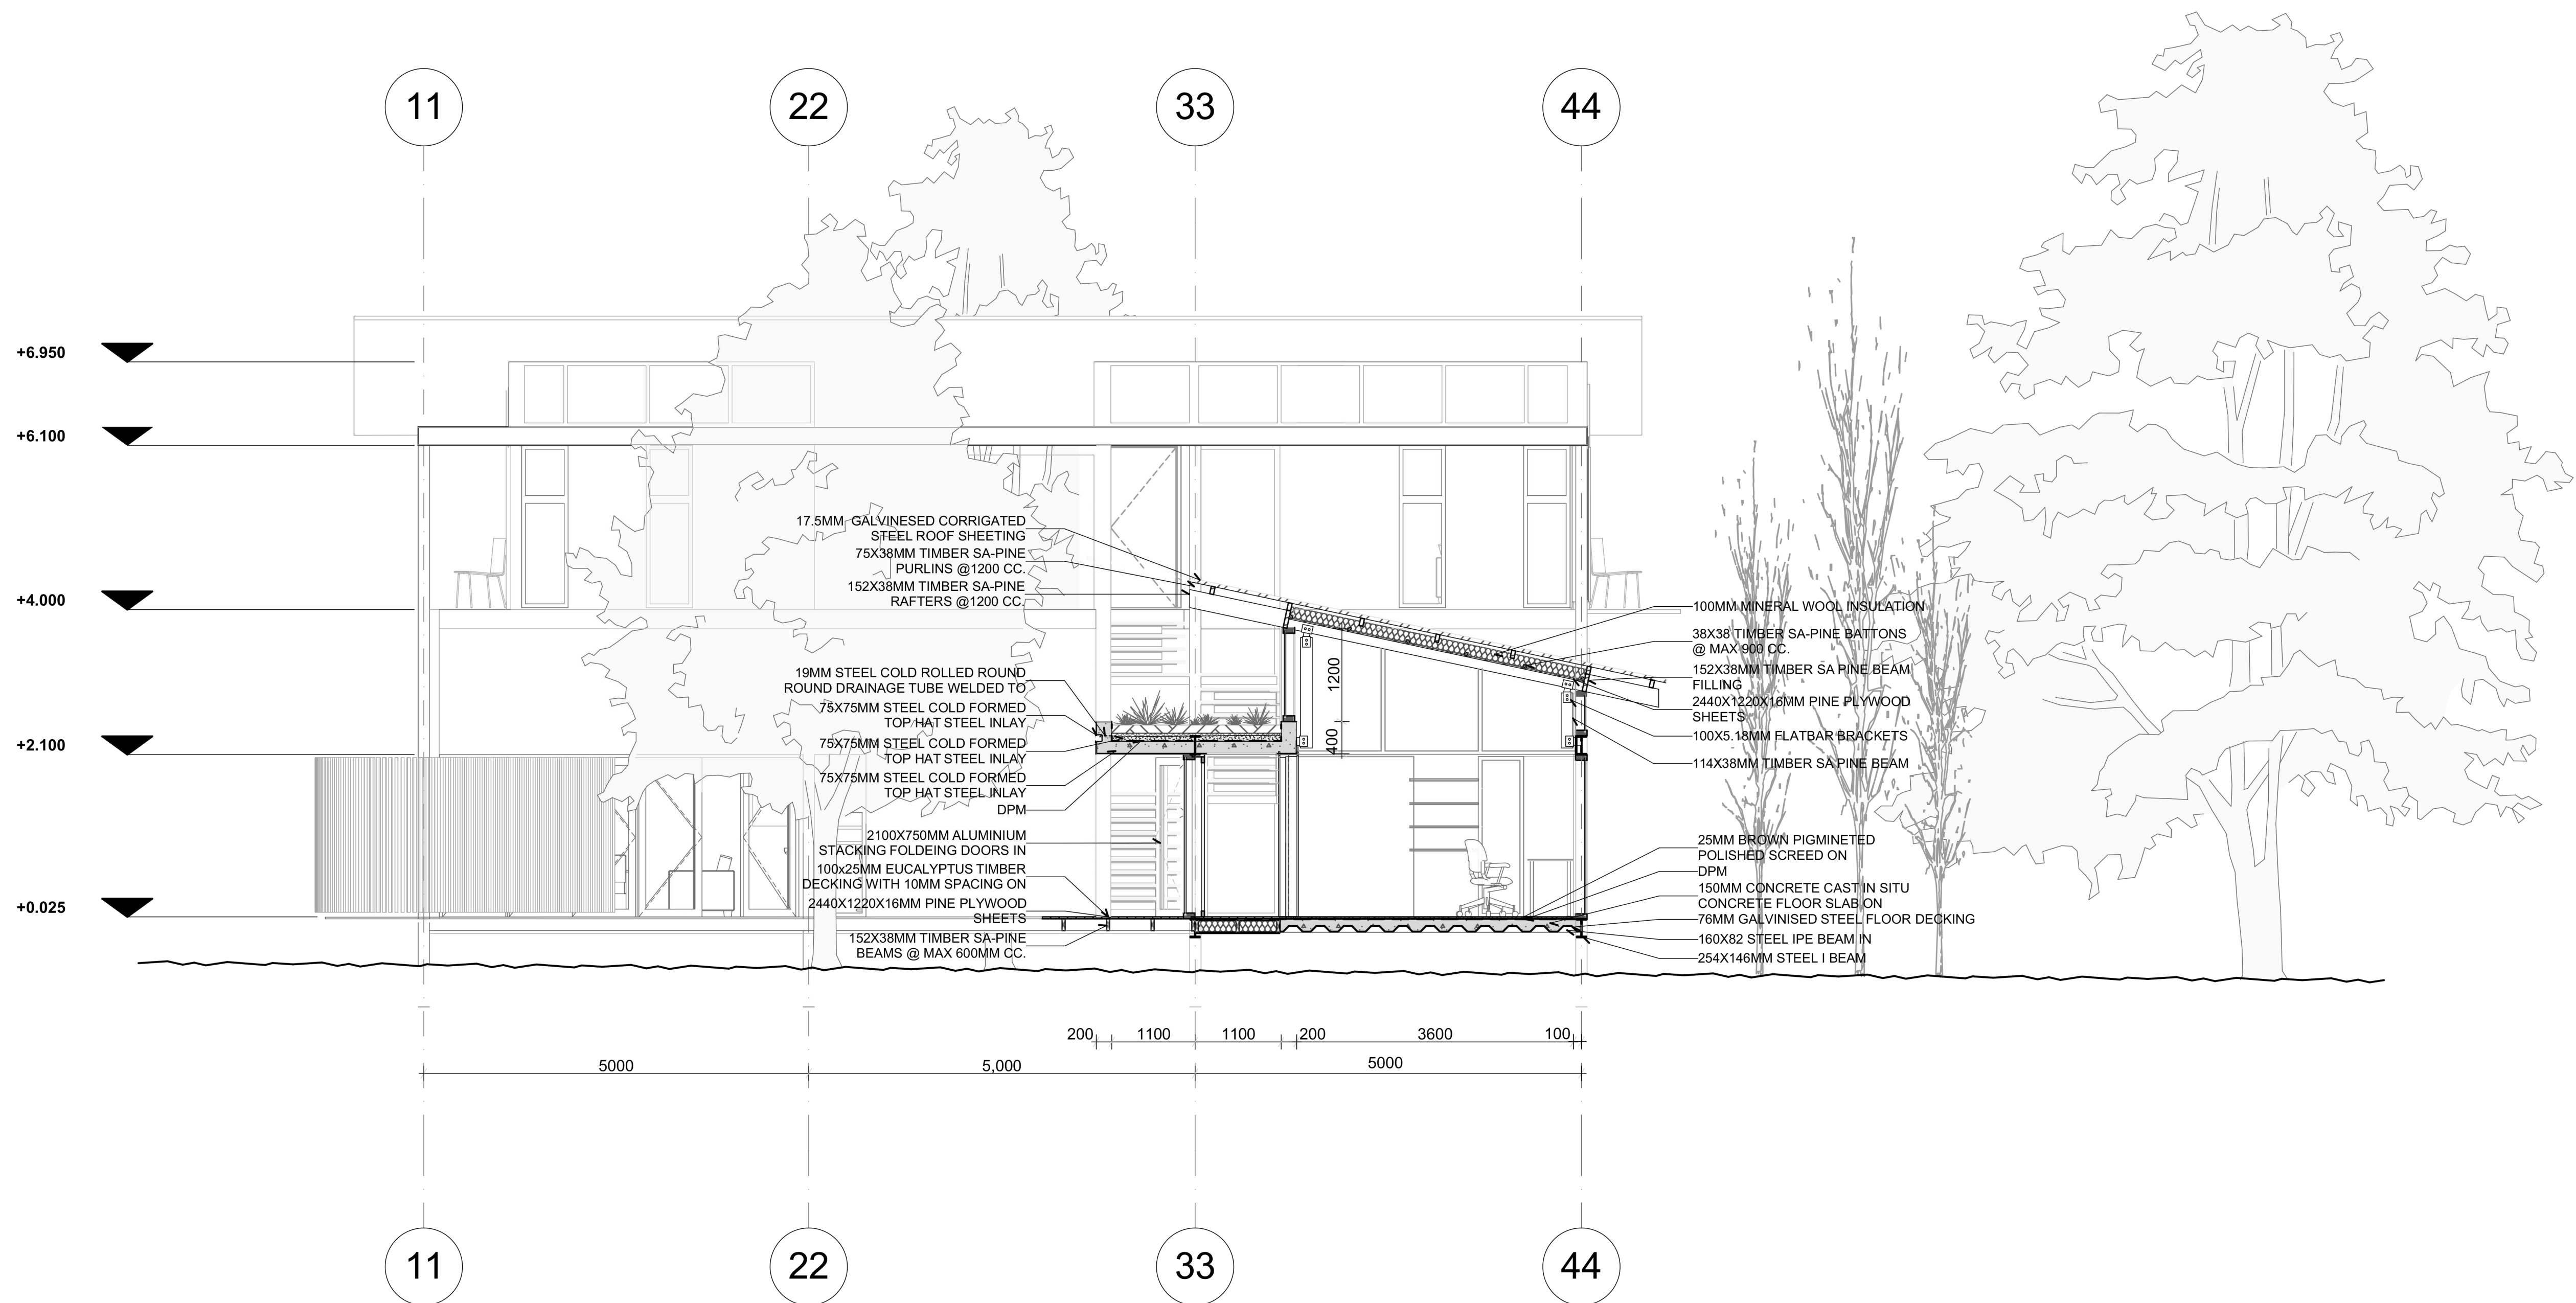 11
22
33
44
+6.950
+6.100
+4.000
+2.100
+0.025
17.5MM GALVINESED CORRIGATED
STEEL ROOF SHEETING
75X38MM TIMBER SA-PINE
PURLINS @1200 CC.
152X38MM TIMBER SA-PINE
RAFTERS @1200 CC.
19MM STEEL COLD ROLLED ROUND
ROUND DRAINAGE TUBE WELDED TO
75X75MM STEEL COLD FORMED
TOP HAT STEEL INLAY
75X75MM STEEL COLD FORMED
TOP HAT STEEL INLAY
75X75MM STEEL COLD FORMED
TOP HAT STEEL INLAY
DPM
2100X750MM ALUMINIUM
STACKING FOLDEING DOORS IN
100x25MM EUCALYPTUS TIMBER
DECKING WITH 10MM SPACING ON
2440X1220X16MM PINE PLYWOOD
SHEETS
152X38MM TIMBER SA-PINE
BEAMS @ MAX 600MM CC.
1200
400
100MM MINERAL WOOL INSULATION
38X38 TIMBER SA-PINE BATTONS
@ MAX 900 CC.
152X38MM TIMBER SA PINE BEAM
FILLING
2440X1220X16MM PINE PLYWOOD
SHEETS
100X5.18MM FLATBAR BRACKETS
114X38MM TIMBER SA PINE BEAM
25MM BROWN PIGMINETED
POLISHED SCREED ON
DPM
150MM CONCRETE CAST IN SITU
CONCRETE FLOOR SLAB ON
76MM GALVINISED STEEL FLOOR DECKING
160X82 STEEL IPE BEAM IN
254X146MM STEEL I BEAM
200 1100 1100 200 3600 100
5000 5,000 5000
11
22
33
44